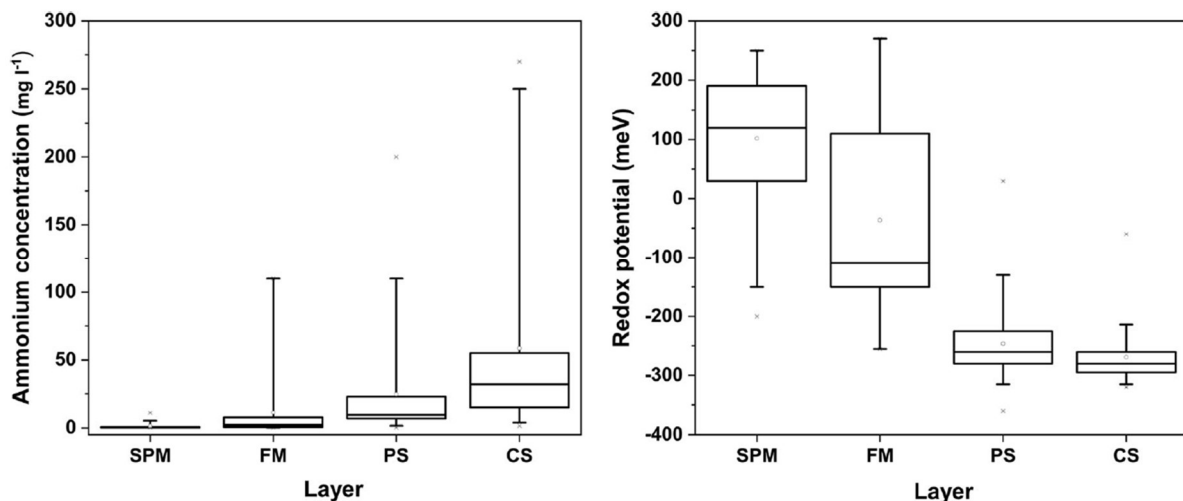 Ammonium concentration (mg l⁻¹)
300
250
200
150
100
50
0
SPM FM PS CS
Layer
Redox potential (meV)
300
200
100
0
-100
-200
-300
-400
SPM FM PS CS
Layer